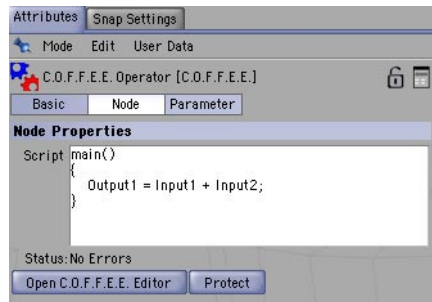 Attributes Snap Settings
Mode Edit User Data
C.O.F.F.E.E. Operator [C.O.F.F.E.E.]
Basic Node Parameter
Node Properties
Script main()
{
Output1 = Input1 + Input2;
}
Status: No Errors
Open C.O.F.F.E.E. Editor Protect